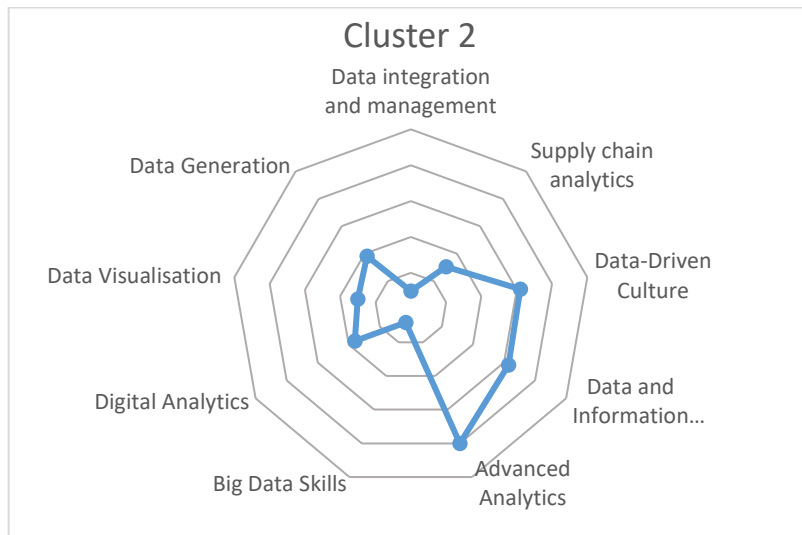 Cluster 2
Data integration
and management
Supply chain
analytics
Data-Driven
Culture
Data and
Information...
Advanced
Analytics
Big Data Skills
Digital Analytics
Data Visualisation
Data Generation